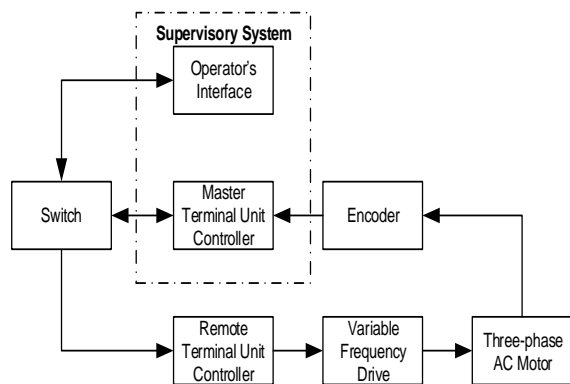 Supervisory System
Operator's
Interface
Switch
Master
Terminal Unit
Controller
Encoder
Remote
Terminal Unit
Controller
Variable
Frequency
Drive
Three-phase
AC Motor